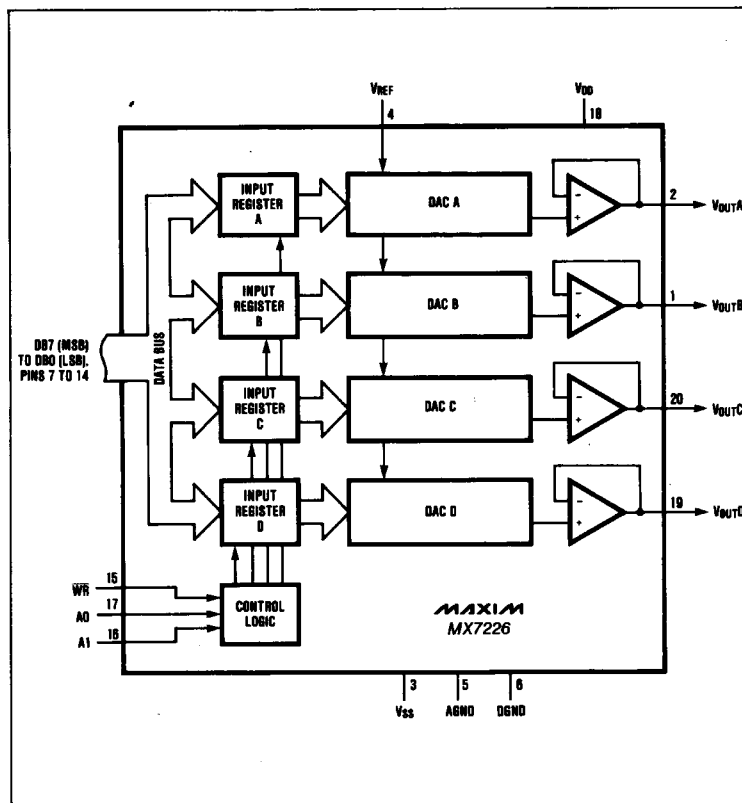 VREF
4
VDD
18
INPUT
REGISTER
A
DAC A
-
+
2
VOUTA
INPUT
REGISTER
B
DAC B
-
+
1
VOUTB
DB7 (MSB)
TO DB0 (LSB),
PINS 7 TO 14
DATA BUS
INPUT
REGISTER
C
DAC C
-
+
20
VOUTC
INPUT
REGISTER
D
DAC D
-
+
19
VOUTD
WR
15
A0
17
A1
16
CONTROL
LOGIC
MAXIM
MX7226
3
VSS
5
AGND
6
DGND